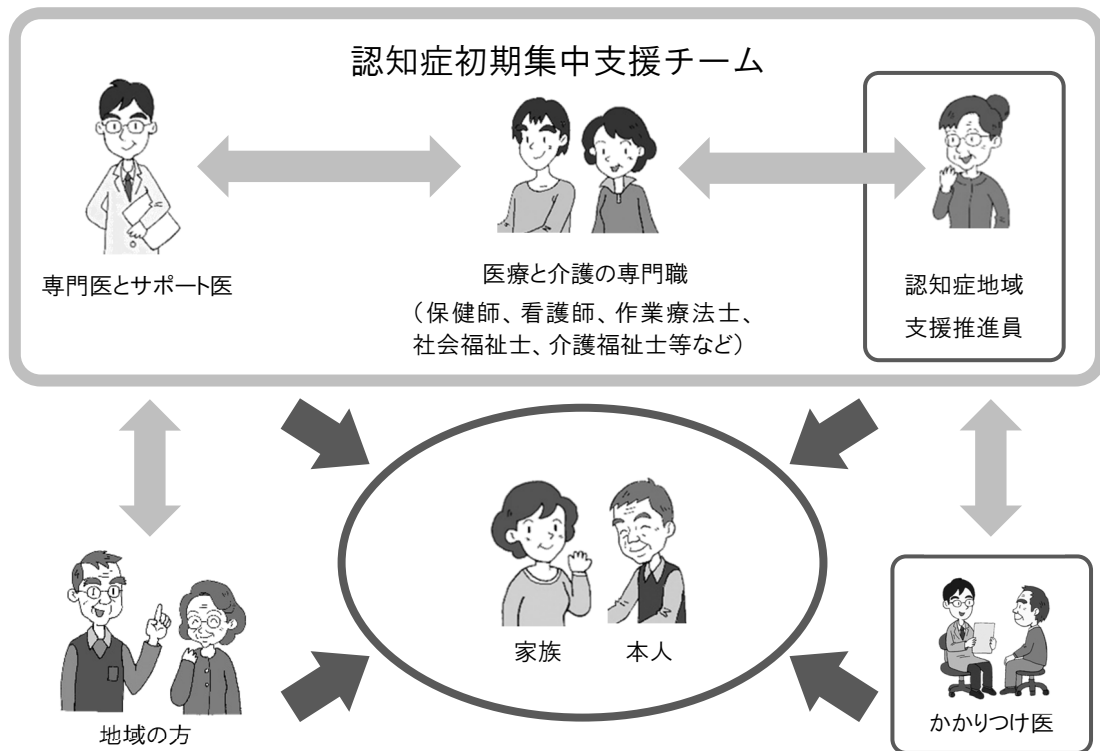 認知症初期集中支援チーム
専門医とサポート医
医療と介護の専門職
（保健師、看護師、作業療法士、
社会福祉士、介護福祉士等など）
認知症地域
支援推進員
家族
本人
地域の方
かかりつけ医